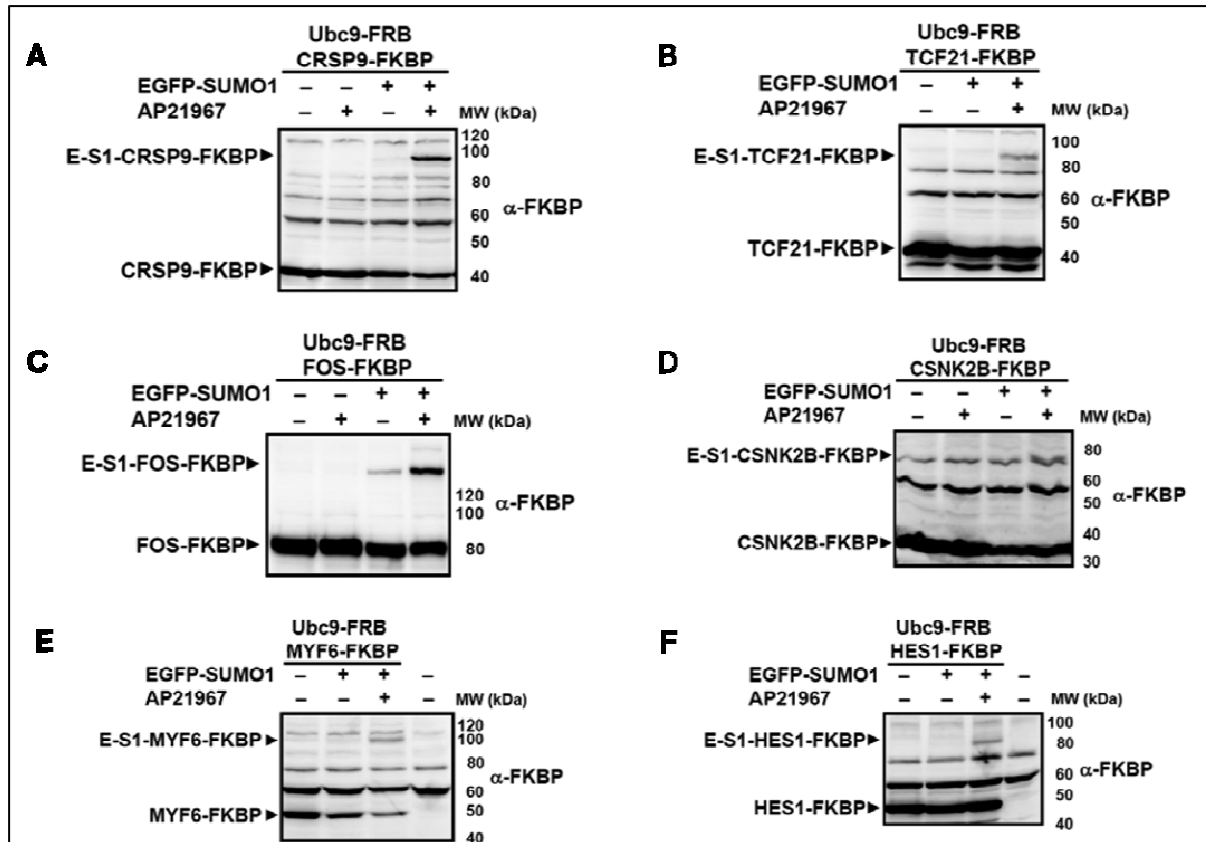 A
Ubc9-FRB
CRSP9-FKBP
EGFP-SUMO1 – – + +
AP21967 – + – + MW (kDa)
E-S1-CRSP9-FKBP▶
CRSP9-FKBP▶
120
100
80
60
50
40
α-FKBP
B
Ubc9-FRB
TCF21-FKBP
EGFP-SUMO1 – + +
AP21967 – – + MW (kDa)
E-S1-TCF21-FKBP▶
TCF21-FKBP▶
100
80
60
50
40
α-FKBP
C
Ubc9-FRB
FOS-FKBP
EGFP-SUMO1 – – + +
AP21967 – + – + MW (kDa)
E-S1-FOS-FKBP▶
FOS-FKBP▶
120
100
80
α-FKBP
D
Ubc9-FRB
CSNK2B-FKBP
EGFP-SUMO1 – – + +
AP21967 – + – + MW (kDa)
E-S1-CSNK2B-FKBP▶
CSNK2B-FKBP▶
80
60
50
40
30
α-FKBP
E
Ubc9-FRB
MYF6-FKBP
EGFP-SUMO1 – + + –
AP21967 – – + – MW (kDa)
E-S1-MYF6-FKBP▶
MYF6-FKBP▶
120
100
80
60
50
40
α-FKBP
F
Ubc9-FRB
HES1-FKBP
EGFP-SUMO1 – + + –
AP21967 – – + – MW (kDa)
E-S1-HES1-FKBP▶
HES1-FKBP▶
100
80
60
50
40
α-FKBP